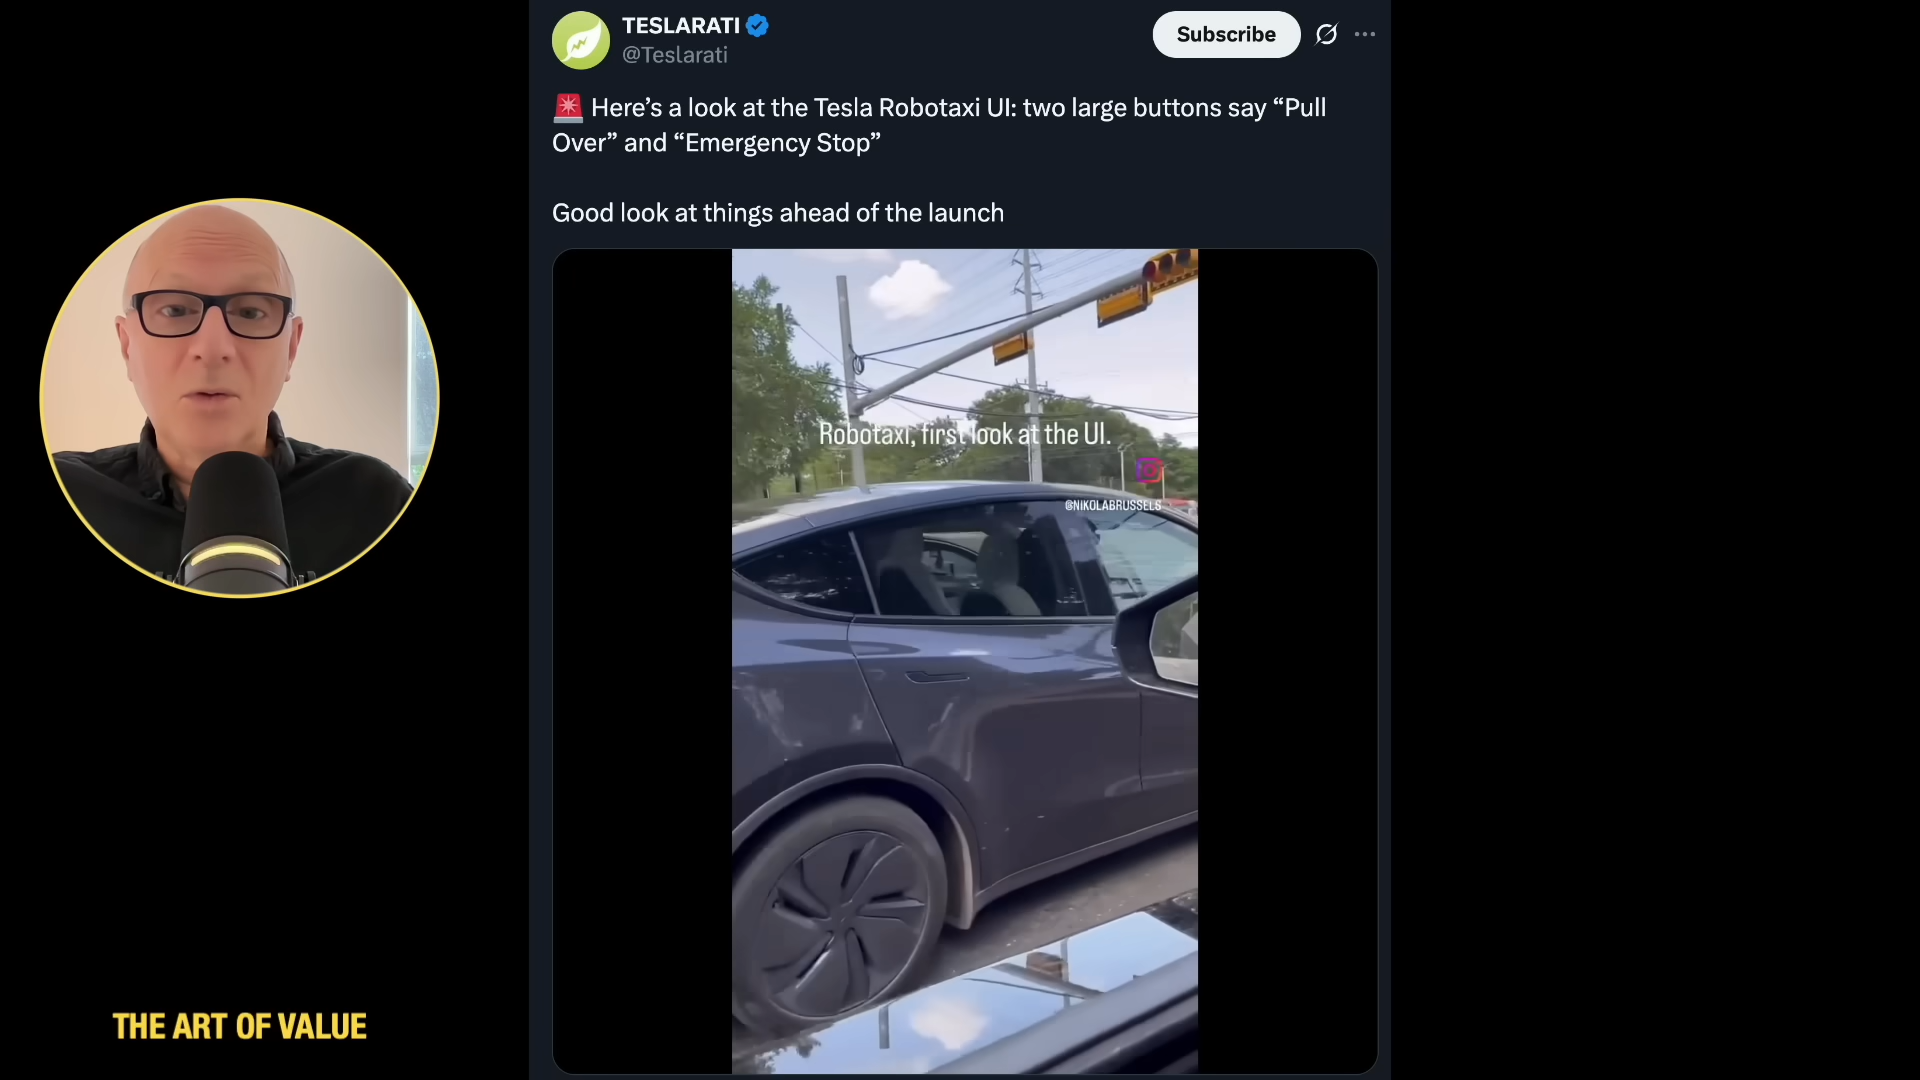 TESLARATI
@Teslarati
Subscribe
🚨 Here’s a look at the Tesla Robotaxi UI: two large buttons say “Pull
Over” and “Emergency Stop”
Good look at things ahead of the launch
Robotaxi, first look at the UI.
@NIKOLABRUSSELS
THE ART OF VALUE